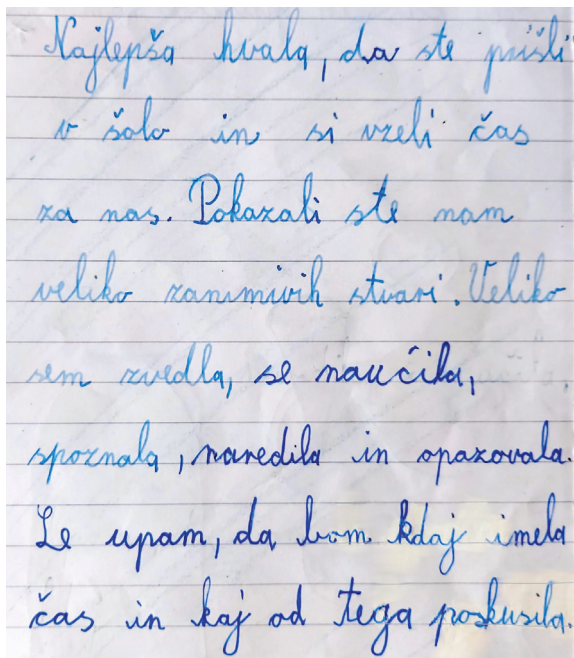 Najlepša hvala, da ste prišli
v šolo in si vzeli čas
za nas. Pokazali ste nam
veliko zanimivih stvari. Veliko
sem zvedla, se naučila,
spoznala, naredila in opazovala.
Le upam, da bom kdaj imela
čas in kaj od tega poskusila.